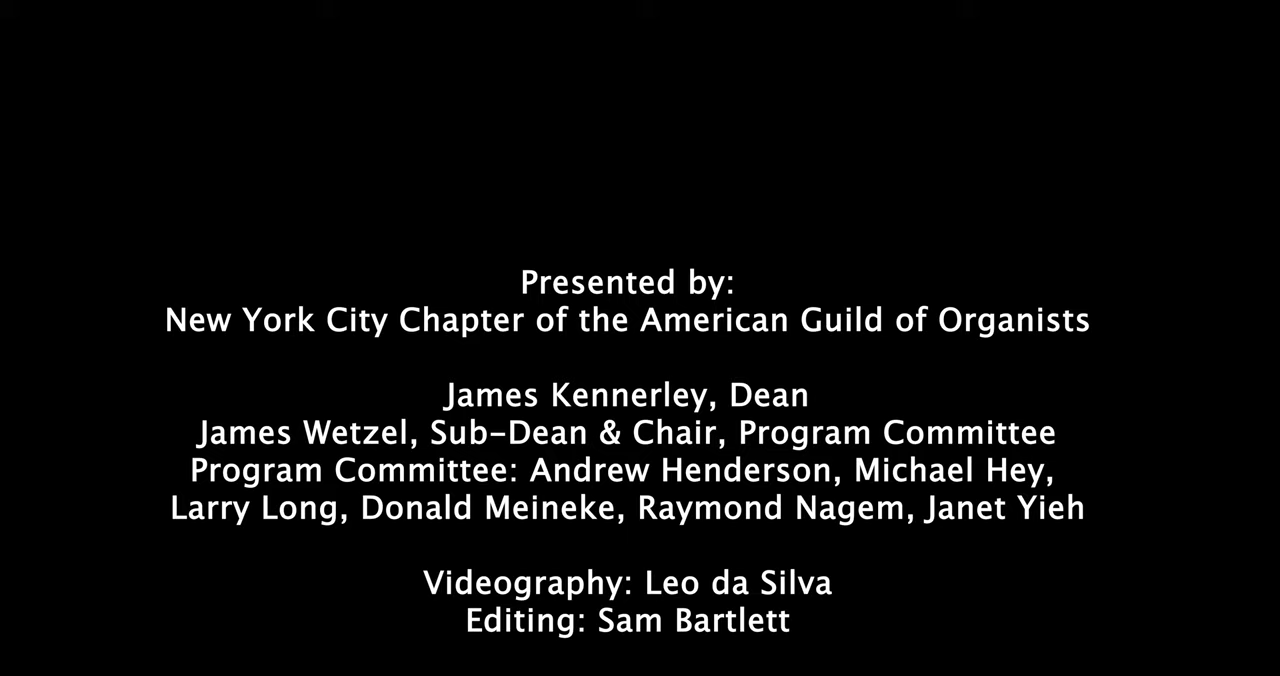 Presented by:
New York City Chapter of the American Guild of Organists
James Kennerley, Dean
James Wetzel, Sub-Dean & Chair, Program Committee
Program Committee: Andrew Henderson, Michael Hey,
Larry Long, Donald Meineke, Raymond Nagem, Janet Yieh
Videography: Leo da Silva
Editing: Sam Bartlett